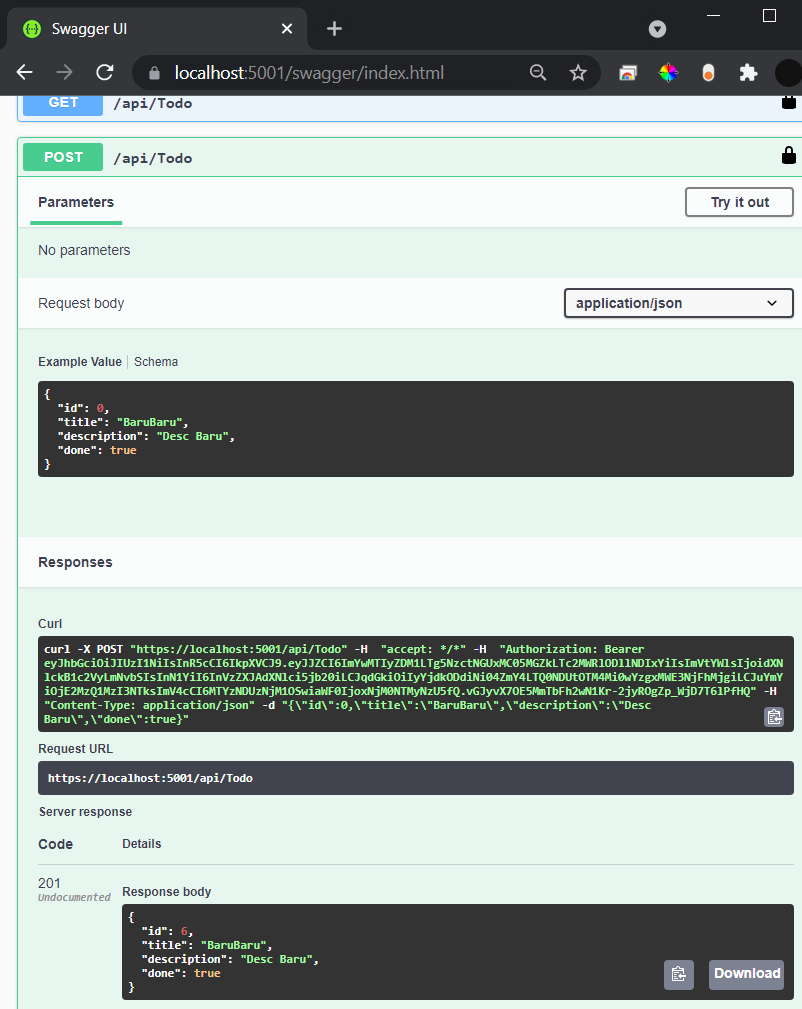 Swagger UI
localhost:5001/swagger/index.html
GET /api/Todo
POST /api/Todo
Parameters
Try it out
No parameters
Request body
application/json
Example Value Schema
{
"id": 0,
"title": "BaruBaru",
"description": "Desc Baru",
"done": true
}
Responses
Curl
curl -X POST "https://localhost:5001/api/Todo" -H "accept: */*" -H "Authorization: Bearer
"Content-Type: application/json" -d "{\"id\":0,\"title\":\"BaruBaru\",\"description\":\"Desc
Baru\",\"done\":true}"
Request URL
https://localhost:5001/api/Todo
Server response
Code Details
201
Undocumented
Response body
{
"id": 6,
"title": "BaruBaru",
"description": "Desc Baru",
"done": true
}
Download